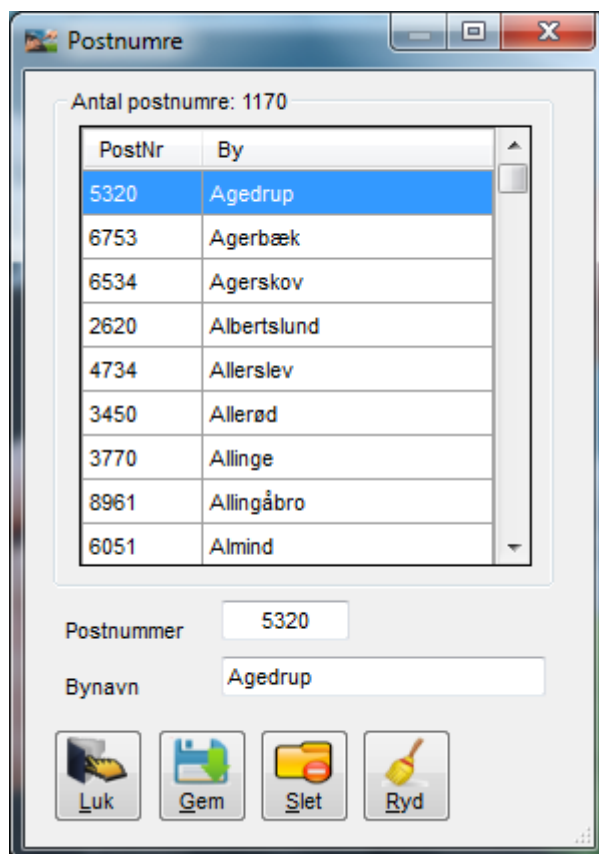 Postnumre
Antal postnumre: 1170
PostNr By
5320 Agedrup
6753 Agerbæk
6534 Agerskov
2620 Albertslund
4734 Allerslev
3450 Allerød
3770 Allinge
8961 Allingåbro
6051 Almind
Postnummer 5320
Bynavn Agedrup
Luk Gem Slet Ryd